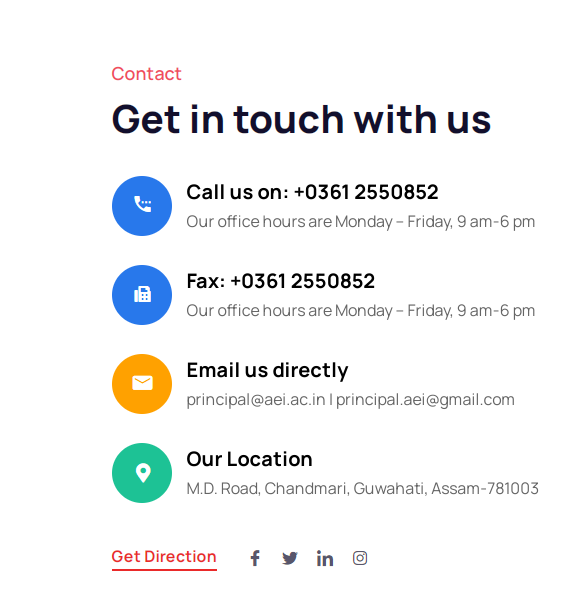 Contact
Get in touch with us
Call us on: +0361 2550852
Our office hours are Monday – Friday, 9 am-6 pm
Fax: +0361 2550852
Our office hours are Monday – Friday, 9 am-6 pm
Email us directly
principal@aei.ac.in | principal.aei@gmail.com
Our Location
M.D. Road, Chandmari, Guwahati, Assam-781003
Get Direction